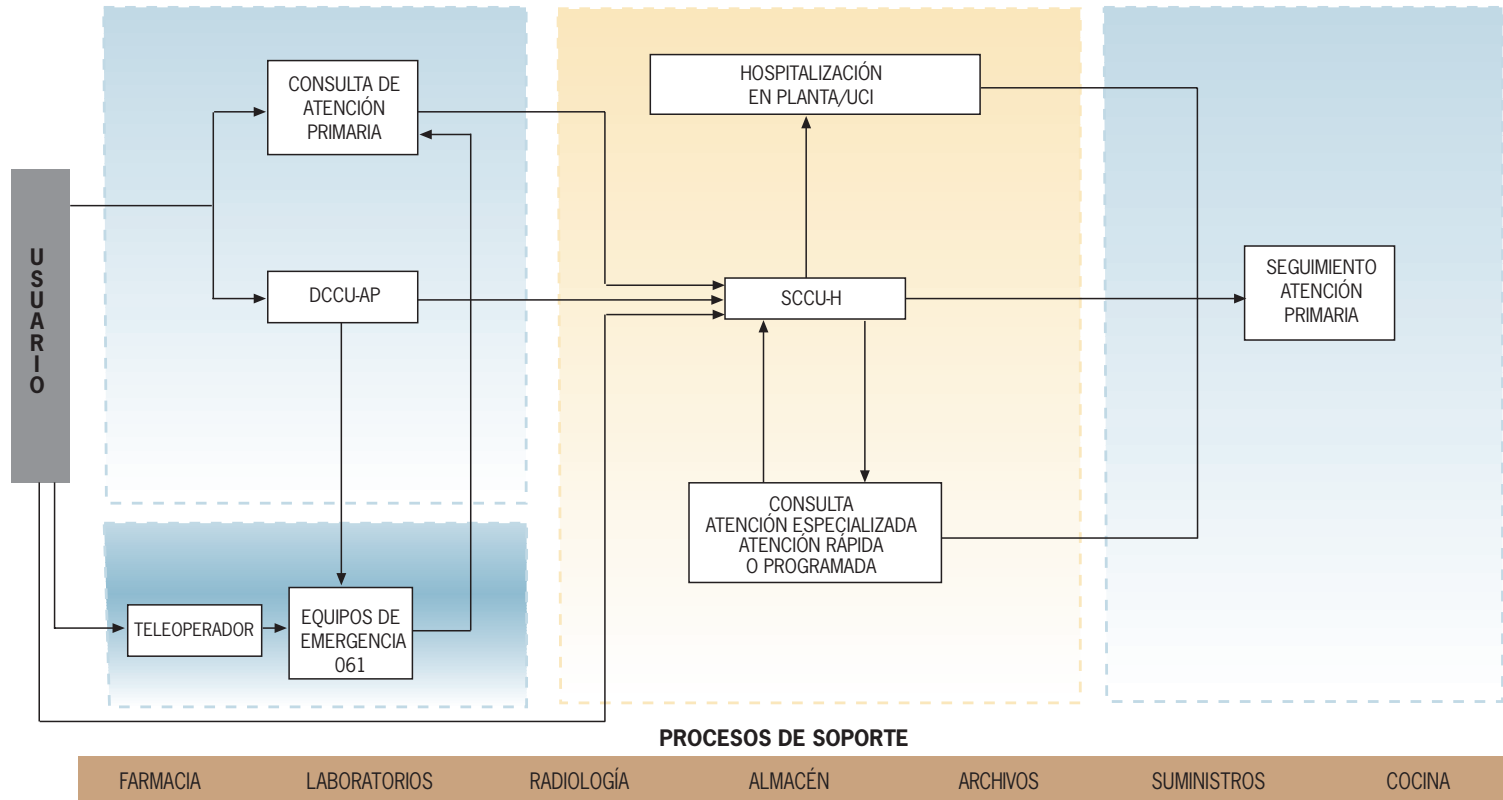 USUARIO
CONSULTA DE
ATENCIÓN
PRIMARIA
DCCU-AP
TELEOPERADOR
EQUIPOS DE
EMERGENCIA
061
HOSPITALIZACIÓN
EN PLANTA/UCI
SCCU-H
CONSULTA
ATENCIÓN ESPECIALIZADA
ATENCIÓN RÁPIDA
O PROGRAMADA
SEGUIMIENTO
ATENCIÓN
PRIMARIA
PROCESOS DE SOPORTE
FARMACIA LABORATORIOS RADIOLOGÍA ALMACÉN ARCHIVOS SUMINISTROS COCINA